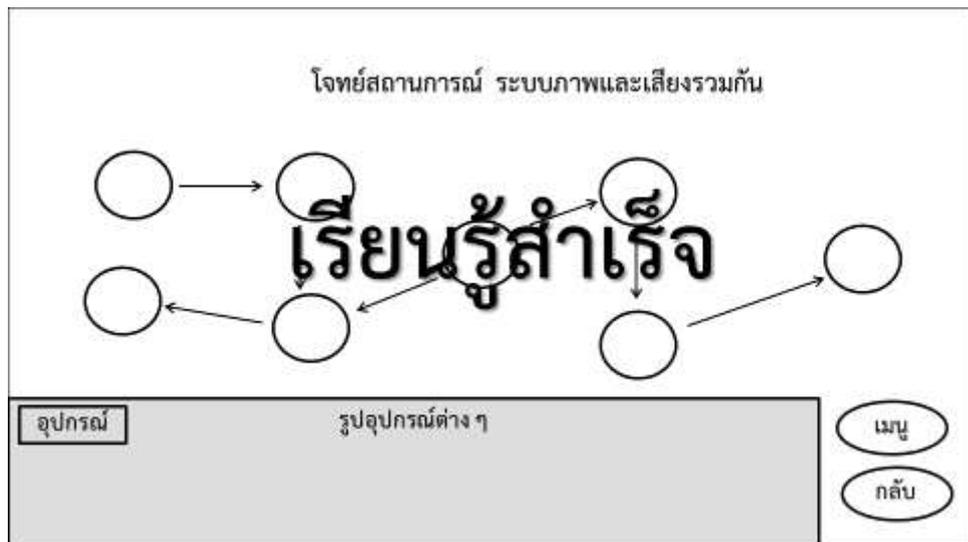 โจทย์สถานการณ์ ระบบภาพและเสียงรวมกัน
เรียนรู้สำเร็จ
อุปกรณ์
รูปอุปกรณ์ต่าง ๆ
เมนู
กลับ